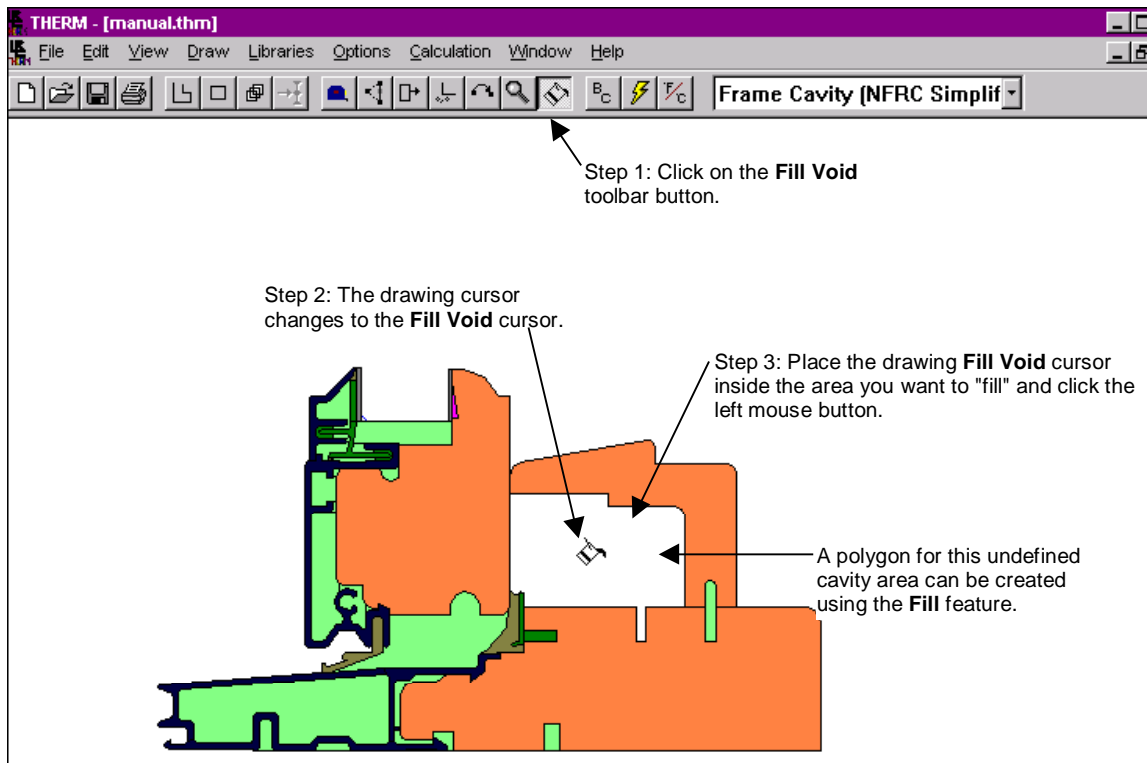 THERM - [manual.thm]
File Edit View Draw Libraries Options Calculation Window Help
BC F/C Frame Cavity (NFRC Simplif
Step 1: Click on the Fill Void
toolbar button.
Step 2: The drawing cursor
changes to the Fill Void cursor.
Step 3: Place the drawing Fill Void cursor
inside the area you want to "fill" and click the
left mouse button.
A polygon for this undefined
cavity area can be created
using the Fill feature.